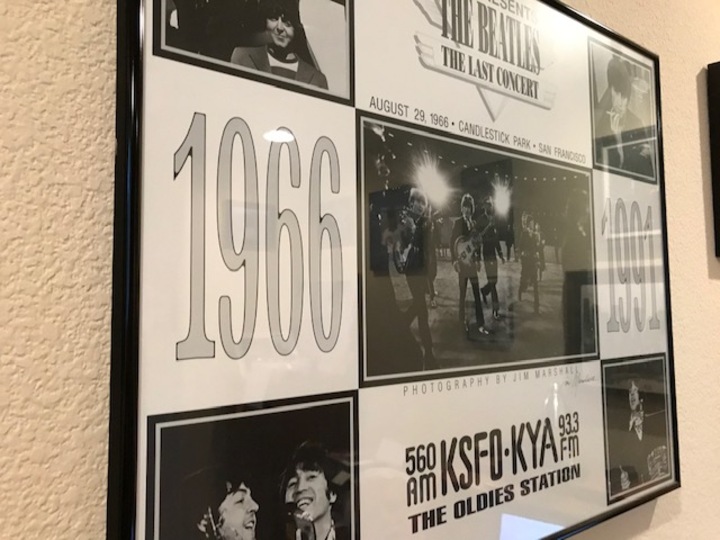 PRESENTS
THE BEATLES
THE LAST CONCERT
AUGUST 29, 1966 • CANDLESTICK PARK • SAN FRANCISCO
1966
1991
PHOTOGRAPHY BY JIM MARSHALL
560 AM KSFO·KYA 93.3 FM
THE OLDIES STATION